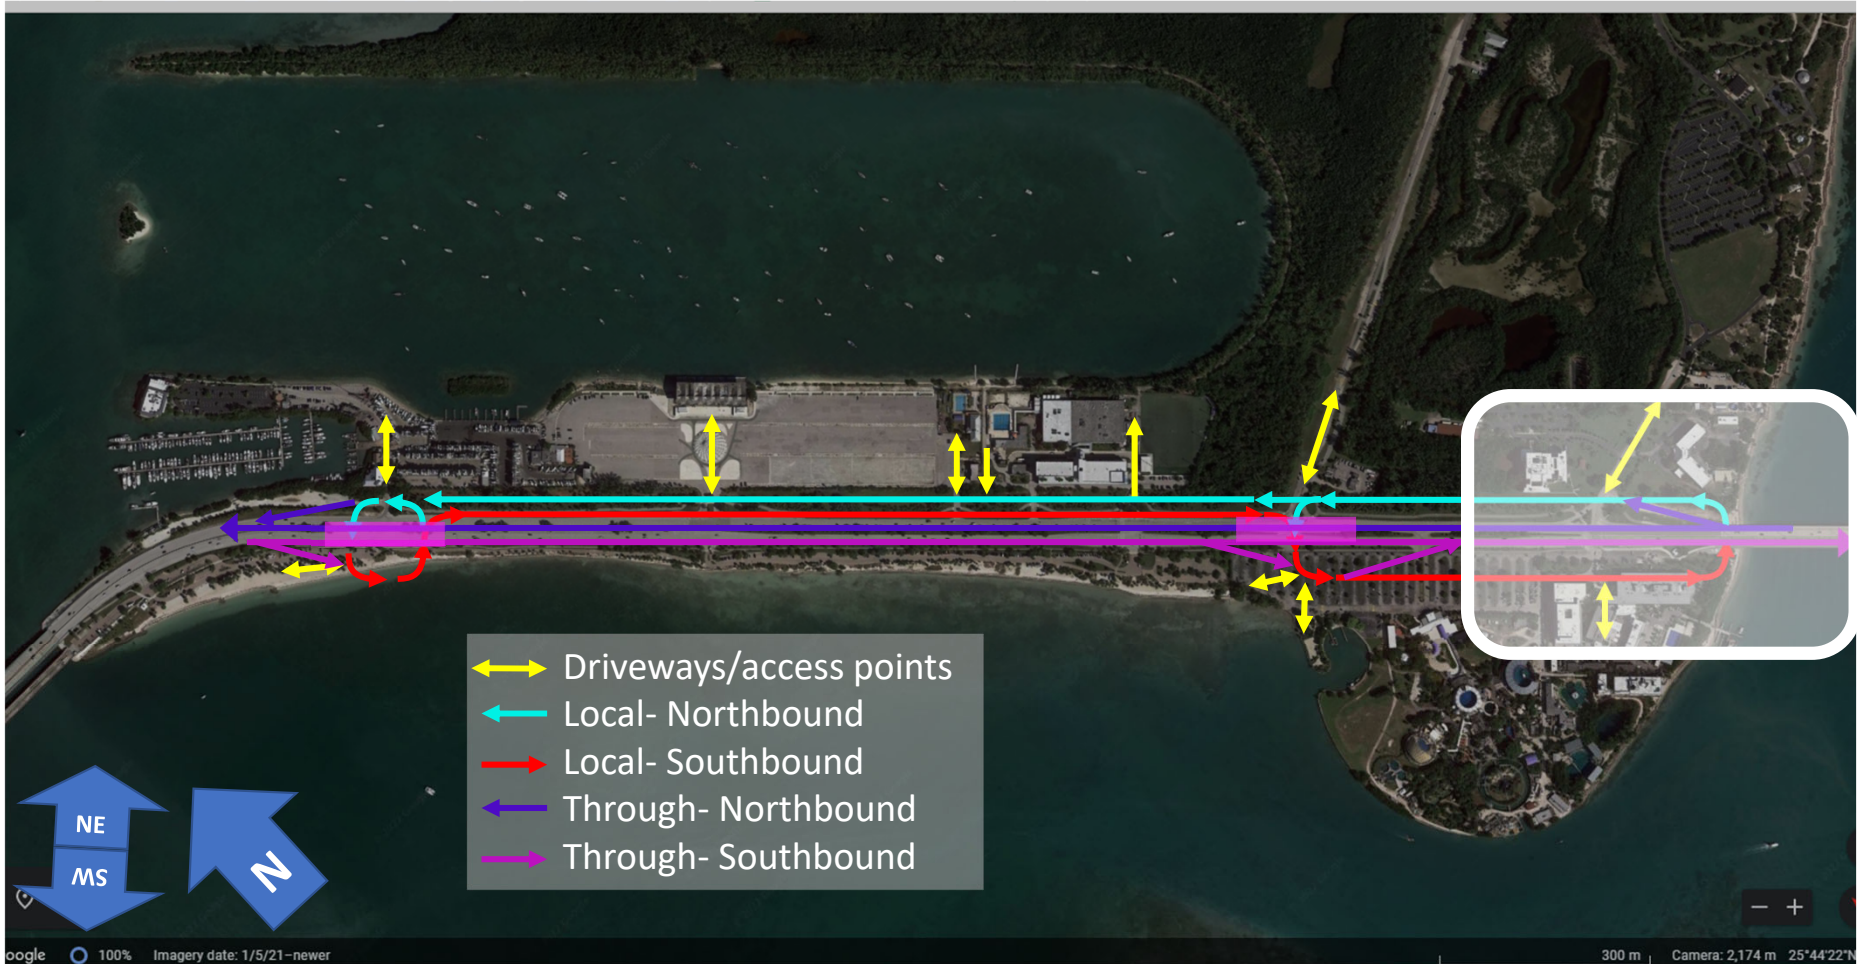 Driveways/access points
Local- Northbound
Local- Southbound
Through- Northbound
Through- Southbound
NE
SW
N
oogle
100%
Imagery date: 1/5/21–newer
300 m
Camera: 2,174 m
25°44'22"N